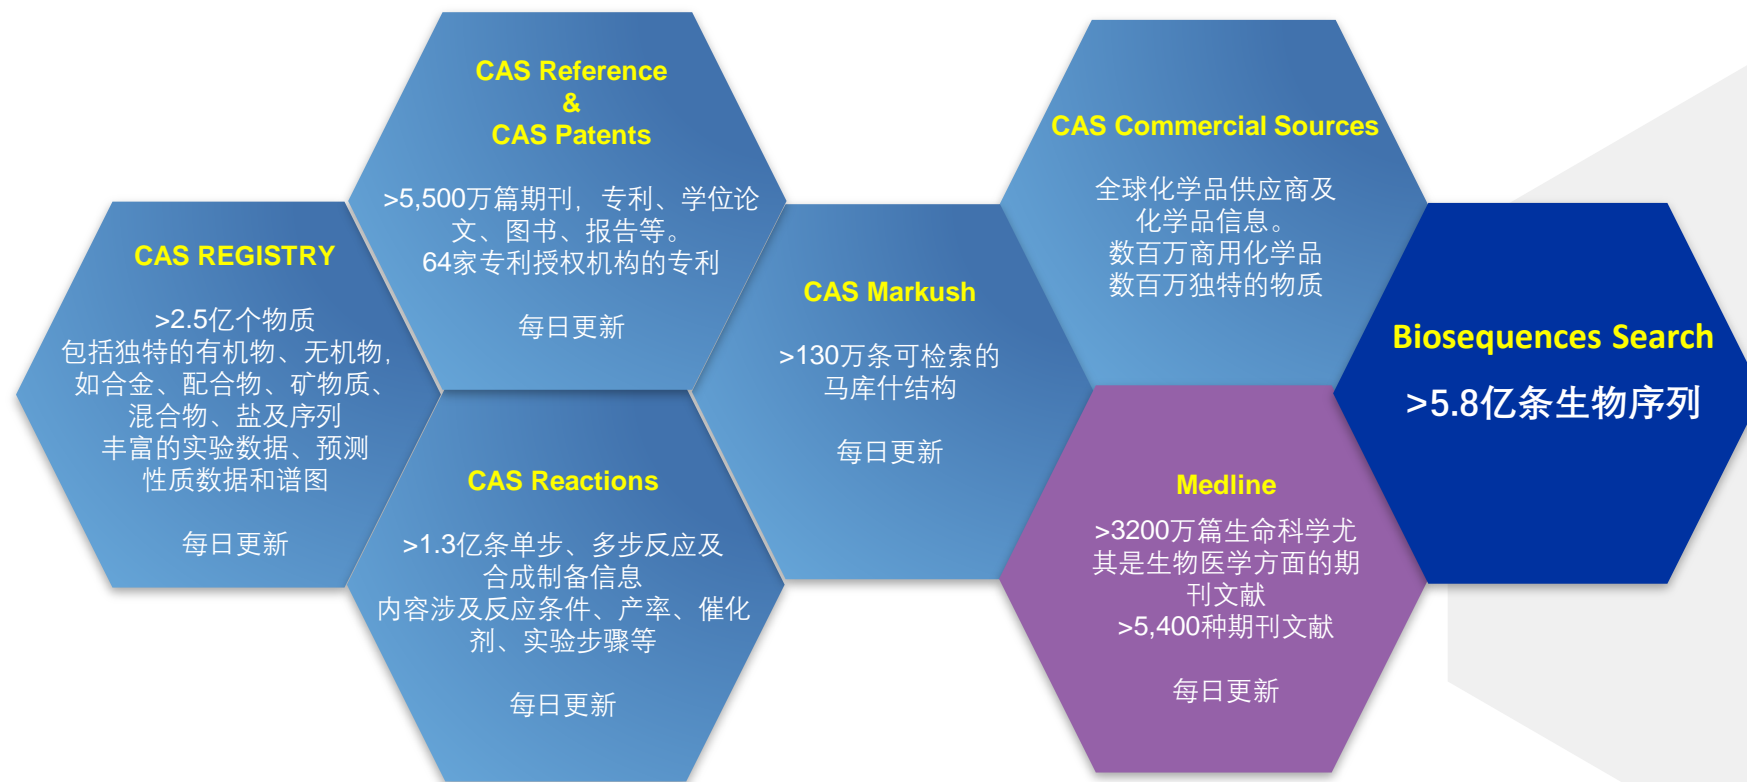 CAS REGISTRY
>2.5亿个物质
包括独特的有机物、无机物,
如合金、配合物、矿物质、
混合物、盐及序列
丰富的实验数据、预测
性质数据和谱图
每日更新
CAS Reference
&
CAS Patents
>5,500万篇期刊, 专利、学位论
文、图书、报告等。
64家专利授权机构的专利
每日更新
CAS Reactions
>1.3亿条单步、多步反应及
合成制备信息
内容涉及反应条件、产率、催化
剂、实验步骤等
每日更新
CAS Markush
>130万条可检索的
马库什结构
每日更新
CAS Commercial Sources
全球化学品供应商及
化学品信息。
数百万商用化学品
数百万独特的物质
Medline
>3200万篇生命科学尤
其是生物医学方面的期
刊文献
>5,400种期刊文献
每日更新
Biosequences Search
>5.8亿条生物序列